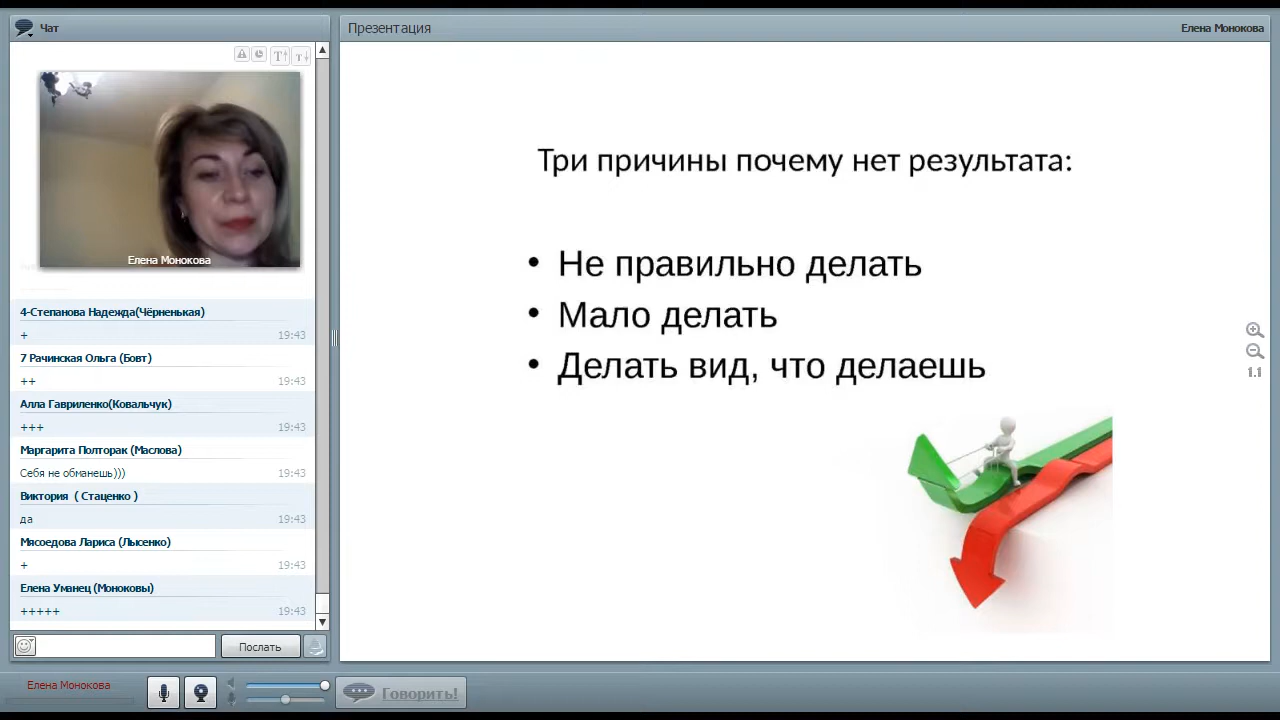 Чат
Презентация
Елена Монокова
T
T
Елена Монокова
4-Степанова Надежда(Чёрненькая)
+
19:43
7 Рачинская Ольга (Бовт)
++
19:43
Алла Гавриленко(Ковальчук)
+++
19:43
Маргарита Полторак (Маслова)
Себя не обманешь)))
19:43
Виктория ( Стаценко )
да
19:43
Мясоедова Лариса (Лысенко)
+
19:43
Елена Уманец (Моноковы)
+++++
19:43
Послать
Три причины почему нет результата:
• Не правильно делать
• Мало делать
• Делать вид, что делаешь
1.1
Елена Монокова
Говорить!